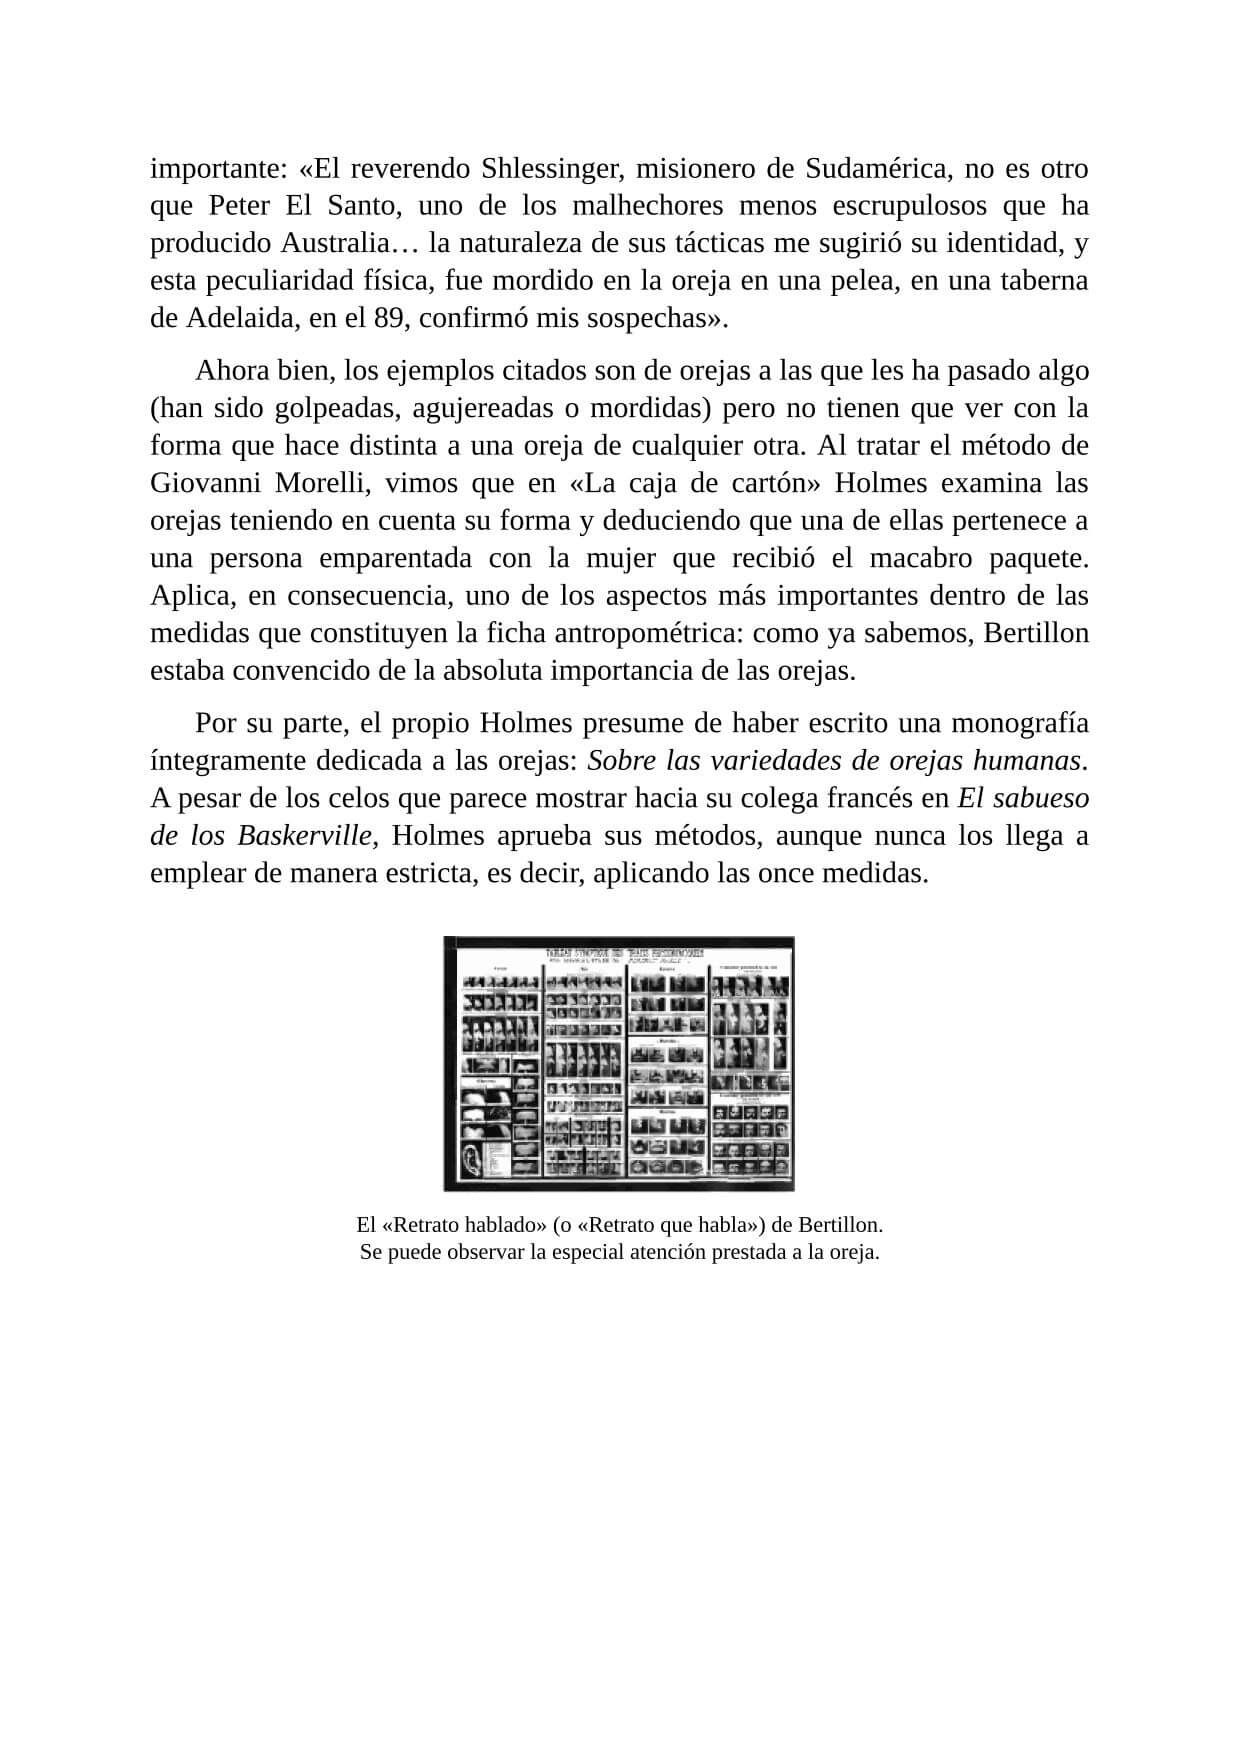 importante: «El reverendo Shlessinger, misionero de Sudamérica, no es otro
que Peter El Santo, uno de los malhechores menos escrupulosos que ha
producido Australia… la naturaleza de sus tácticas me sugirió su identidad, y
esta peculiaridad física, fue mordido en la oreja en una pelea, en una taberna
de Adelaida, en el 89, confirmó mis sospechas».
Ahora bien, los ejemplos citados son de orejas a las que les ha pasado algo
(han sido golpeadas, agujereadas o mordidas) pero no tienen que ver con la
forma que hace distinta a una oreja de cualquier otra. Al tratar el método de
Giovanni Morelli, vimos que en «La caja de cartón» Holmes examina las
orejas teniendo en cuenta su forma y deduciendo que una de ellas pertenece a
una persona emparentada con la mujer que recibió el macabro paquete.
Aplica, en consecuencia, uno de los aspectos más importantes dentro de las
medidas que constituyen la ficha antropométrica: como ya sabemos, Bertillon
estaba convencido de la absoluta importancia de las orejas.
Por su parte, el propio Holmes presume de haber escrito una monografía
íntegramente dedicada a las orejas: Sobre las variedades de orejas humanas.
A pesar de los celos que parece mostrar hacia su colega francés en El sabueso
de los Baskerville, Holmes aprueba sus métodos, aunque nunca los llega a
emplear de manera estricta, es decir, aplicando las once medidas.
El «Retrato hablado» (o «Retrato que habla») de Bertillon.
Se puede observar la especial atención prestada a la oreja.